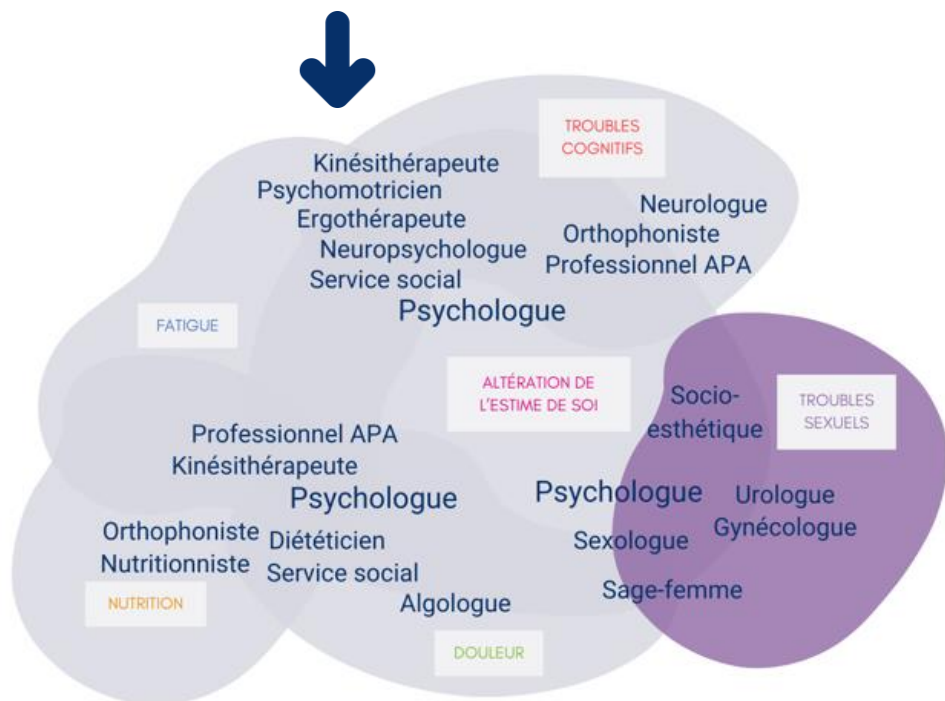 TROUBLES
COGNITIFS
Kinésithérapeute
Psychomotricien
Ergothérapeute
Neuropsychologue
Service social
Psychologue
Neurologue
Orthophoniste
Professionnel APA
FATIGUE
ALTÉRATION DE
L'ESTIME DE SOI
Socio-
esthétique
TROUBLES
SEXUELS
Professionnel APA
Kinésithérapeute
Psychologue
Psychologue
Urologue
Gynécologue
Orthophoniste
Nutritionniste
Diététicien
Service social
Sexologue
Sage-femme
Algologue
NUTRITION
DOULEUR